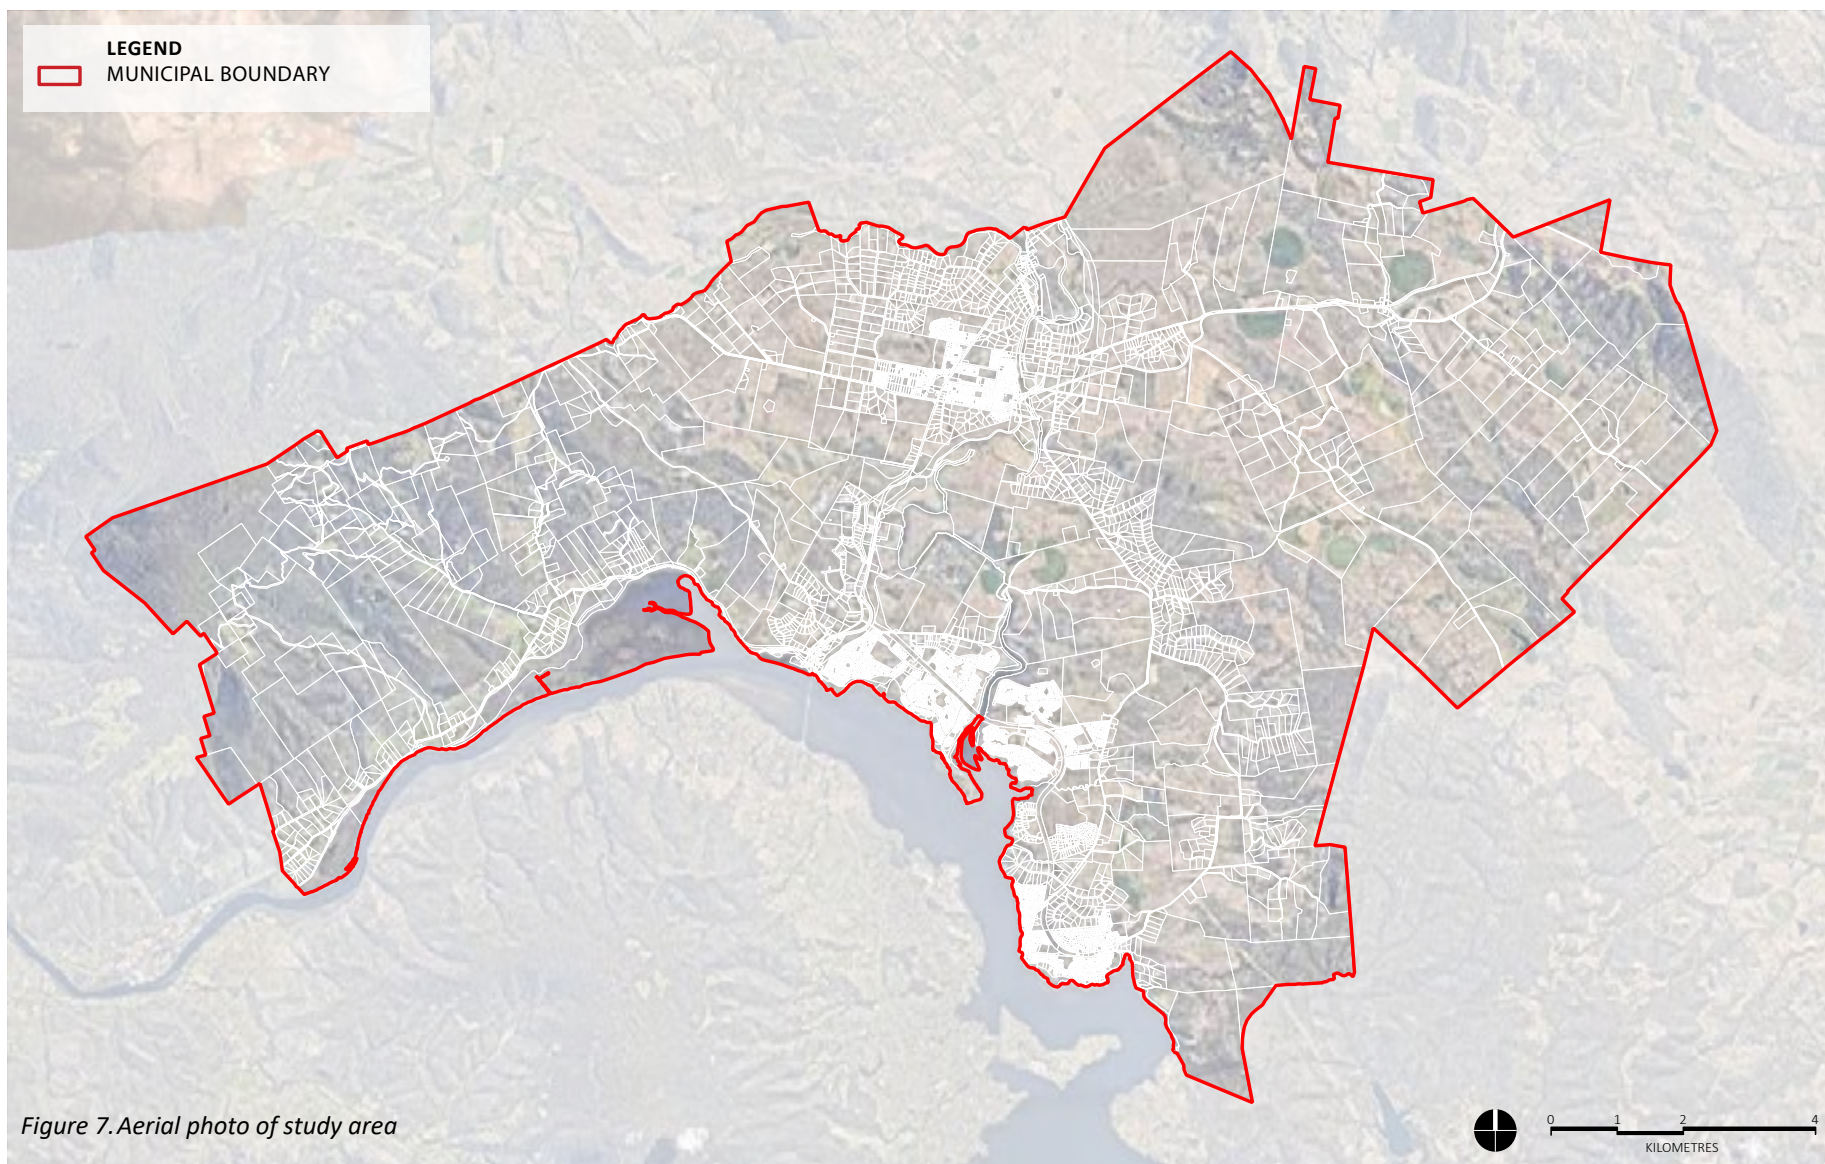 LEGEND
MUNICIPAL BOUNDARY
Figure 7. Aerial photo of study area
0 1 2 4
KILOMETRES